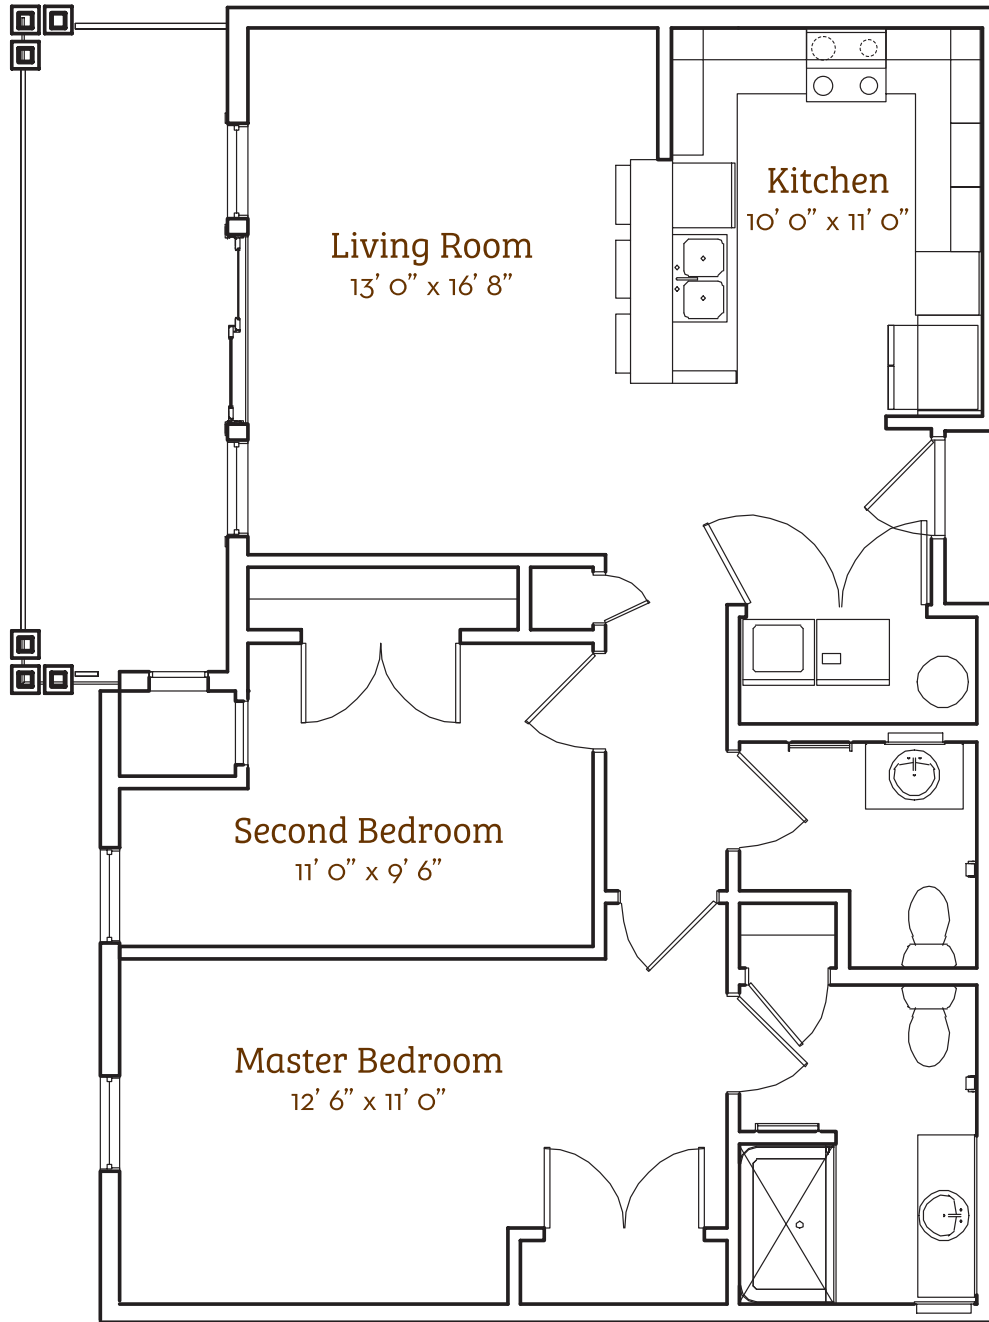 Kitchen
10’ 0” x 11’ 0”
Living Room
13’ 0” x 16’ 8”
Second Bedroom
11’ 0” x 9’ 6”
Master Bedroom
12’ 6” x 11’ 0”